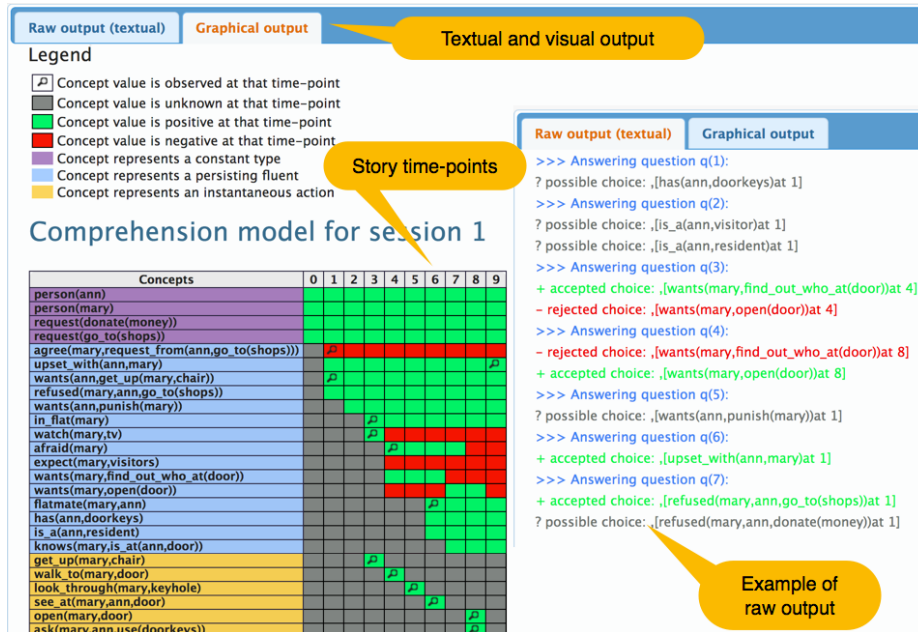 Raw output (textual)
Graphical output
Textual and visual output
Legend
Concept value is observed at that time-point
Concept value is unknown at that time-point
Concept value is positive at that time-point
Concept value is negative at that time-point
Concept represents a constant type
Concept represents a persisting fluent
Concept represents an instantaneous action
Story time-points
Comprehension model for session 1
Concepts 0 1 2 3 4 5 6 7 8 9
person(ann)
person(mary)
request(donate(money))
request(go_to(shops))
agree(mary,request_from(ann,go_to(shops)))
upset_with(ann,mary)
wants(ann,get_up(mary,chair))
refused(mary,ann,go_to(shops))
wants(ann,punish(mary))
in_flat(mary)
watch(mary,tv)
afraid(mary)
expect(mary,visitors)
wants(mary,find_out_who_at(door))
wants(mary,open(door))
flatmate(mary,ann)
has(ann,doorkeys)
is_a(ann,resident)
knows(mary,is_at(ann,door))
get_up(mary,chair)
walk_to(mary,door)
look_through(mary,keyhole)
see_at(mary,ann,door)
open(mary,door)
ask(mary,ann,use(doorkeys))
Raw output (textual)
Graphical output
>>> Answering question q(1):
? possible choice: ,[has(ann,doorkeys)at 1]
>>> Answering question q(2):
? possible choice: ,[is_a(ann,visitor)at 1]
? possible choice: ,[is_a(ann,resident)at 1]
>>> Answering question q(3):
+ accepted choice: ,[wants(mary,find_out_who_at(door))at 4]
- rejected choice: ,[wants(mary,open(door))at 4]
>>> Answering question q(4):
- rejected choice: ,[wants(mary,find_out_who_at(door))at 8]
+ accepted choice: ,[wants(mary,open(door))at 8]
>>> Answering question q(5):
? possible choice: ,[wants(ann,punish(mary))at 1]
>>> Answering question q(6):
+ accepted choice: ,[upset_with(ann,mary)at 1]
>>> Answering question q(7):
+ accepted choice: ,[refused(mary,ann,go_to(shops))at 1]
? possible choice: ,[refused(mary,ann,donate(money))at 1]
Example of
raw output